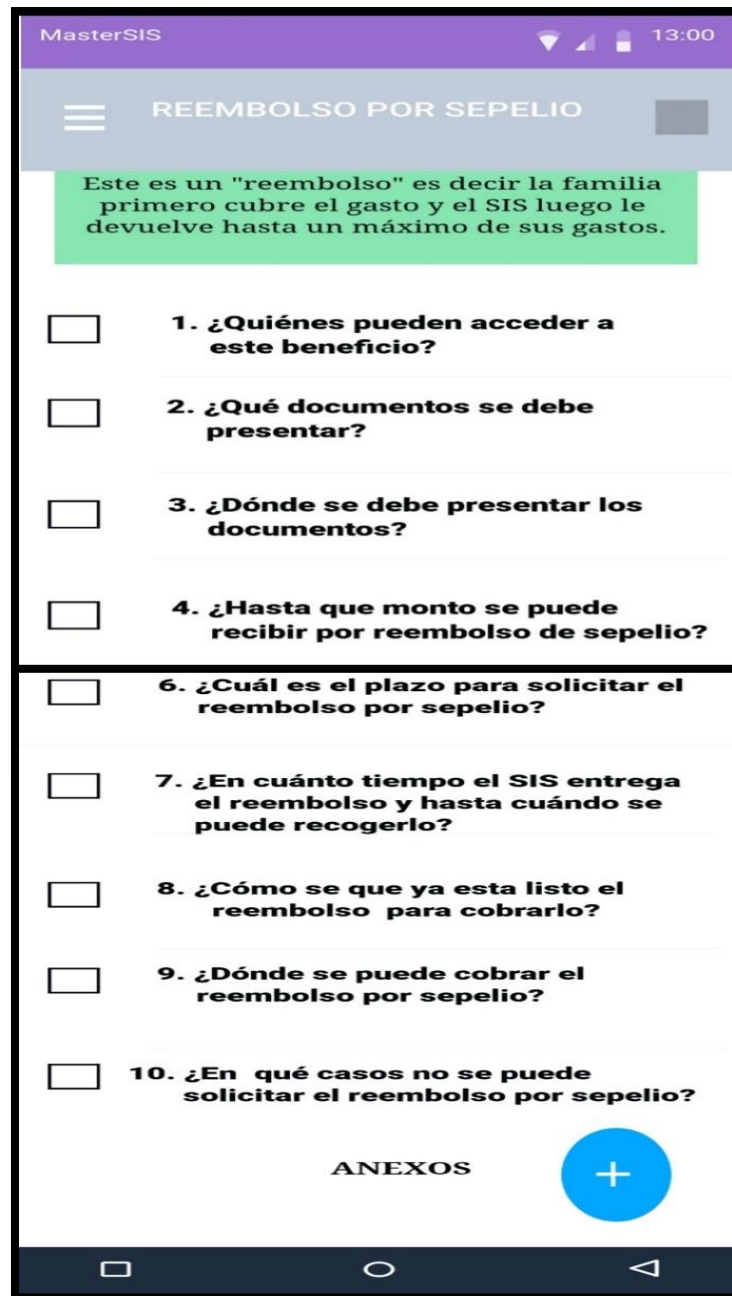 MasterSIS 13:00
REEMBOLSO POR SEPELIO
Este es un "reembolso" es decir la familia
primero cubre el gasto y el SIS luego le
devuelve hasta un máximo de sus gastos.
1. ¿Quiénes pueden acceder a
este beneficio?
2. ¿Qué documentos se debe
presentar?
3. ¿Dónde se debe presentar los
documentos?
4. ¿Hasta que monto se puede
recibir por reembolso de sepelio?
6. ¿Cuál es el plazo para solicitar el
reembolso por sepelio?
7. ¿En cuánto tiempo el SIS entrega
el reembolso y hasta cuándo se
puede recogerlo?
8. ¿Cómo se que ya esta listo el
reembolso para cobrarlo?
9. ¿Dónde se puede cobrar el
reembolso por sepelio?
10. ¿En qué casos no se puede
solicitar el reembolso por sepelio?
ANEXOS